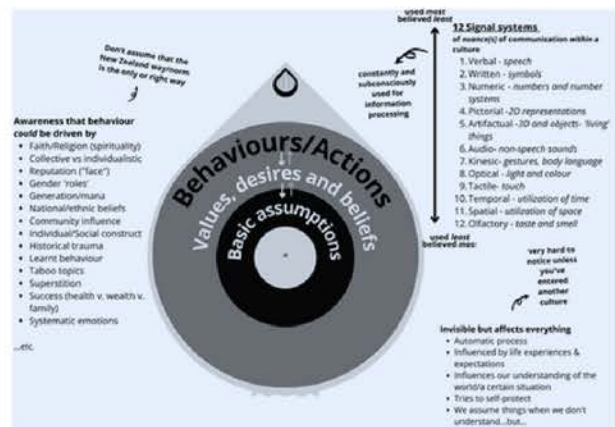 Don't assume that the
New Zealand way/norm
is the only or right way
Awareness that behaviour
could be driven by
• Faith/Religion (spirituality)
• Collective vs individualistic
• Reputation ("face")
• Gender 'roles'
• Generation/mana
• National/ethnic beliefs
• Community influence
• Individual/Social construct
• Historical trauma
• Learnt behaviour
• Taboo topics
• Superstition
• Success (health v. wealth v.
family)
• Systematic emotions
...etc.
Behaviours/Actions
Values, desires and beliefs
Basic assumptions
used most
believed least
constantly and
subconsciously
used for
information
processing
12 Signal systems
of nuance(s) of communication within a
culture
1. Verbal - speech
2. Written - symbols
3. Numeric - numbers and number
systems
4. Pictorial - 2D representations
5. Artifactual -3D and objects- 'living'
things
6. Audio- non-speech sounds
7. Kinesic- gestures, body language
8. Optical - light and colour
9. Tactile- touch
10. Temporal - utilization of time
11. Spatial - utilization of space
12. Olfactory - taste and smell
used least
believed
very hard to
notice unless
you've
entered
another
culture
Invisible but affects everything
• Automatic process
• Influenced by life experiences &
expectations
• Influences our understanding of the
world/a certain situation
• Tries to self-protect
• We assume things when we don't
understand...but...